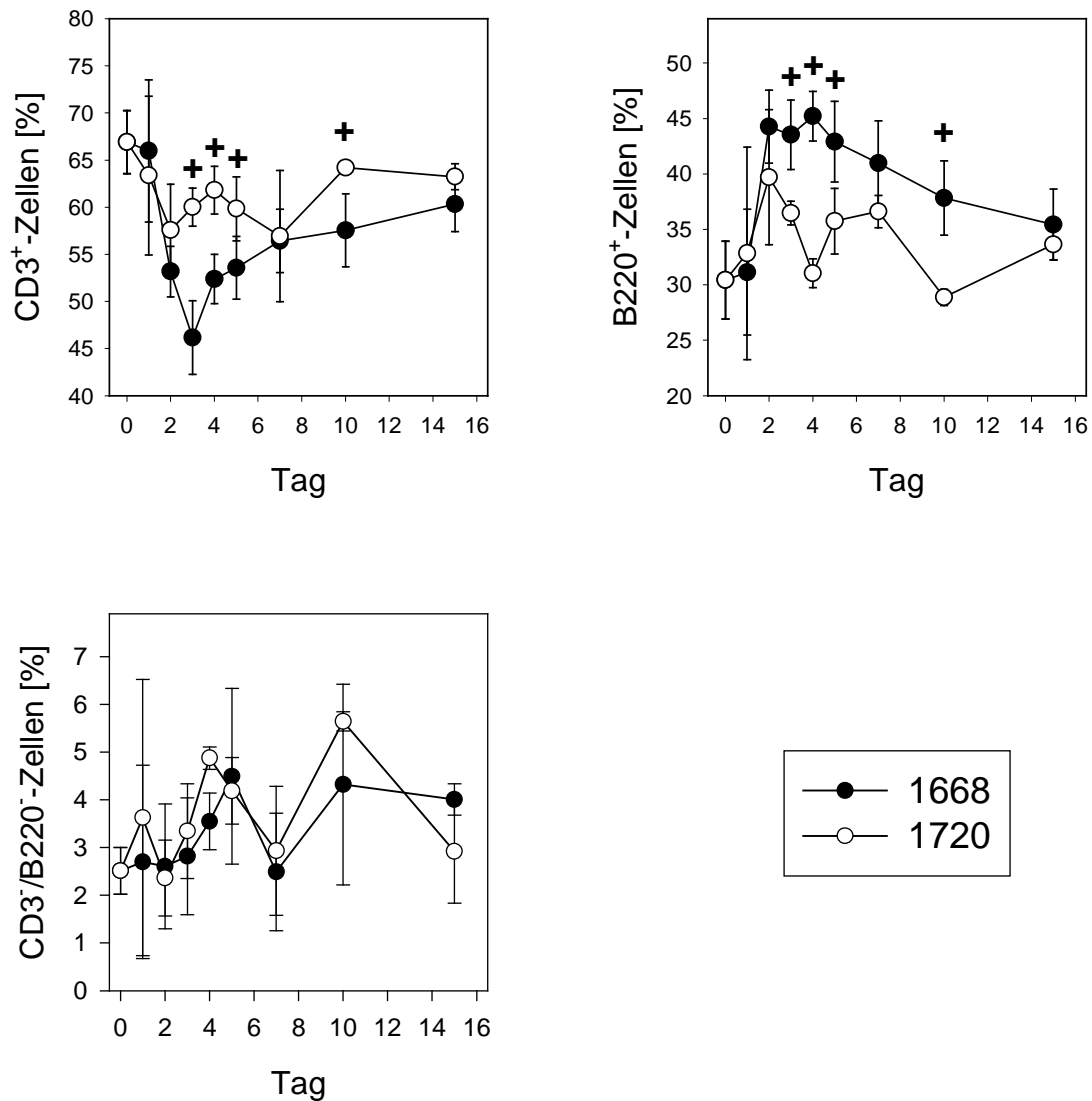 CD3⁺-Zellen [%]
80
75
70
65
60
55
50
45
40
+ + + +
0 2 4 6 8 10 12 14 16
Tag
B220⁺-Zellen [%]
50
45
40
35
30
25
20
+ + + +
0 2 4 6 8 10 12 14 16
Tag
CD3⁻/B220⁻-Zellen [%]
7
6
5
4
3
2
1
0
0 2 4 6 8 10 12 14 16
Tag
1668
1720